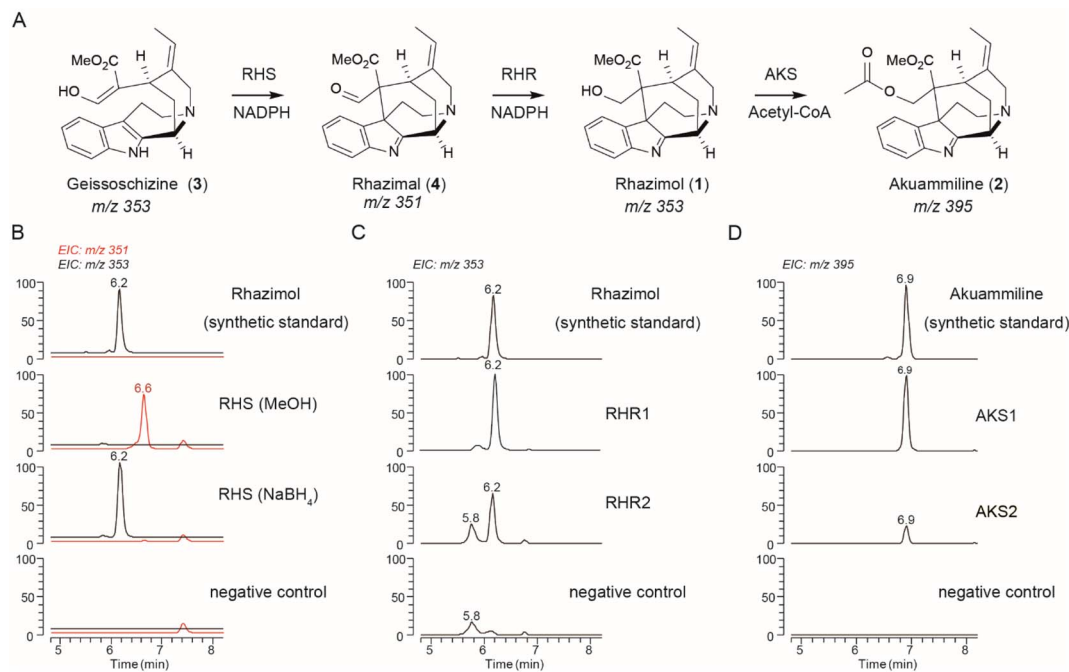 A
MeO₂C
H
HO
N
NH
H
RHS
NADPH
MeO₂C
H
O
N
N
H
RHR
NADPH
MeO₂C
H
HO
N
N
H
AKS
Acetyl-CoA
O
O
MeO₂C
H
N
N
H
Geissoschizine (3)
m/z 353
Rhazimal (4)
m/z 351
Rhazimol (1)
m/z 353
Akuammiline (2)
m/z 395
B
EIC: m/z 351
EIC: m/z 353
100
50
0
6.2
Rhazimol
(synthetic standard)
100
50
0
6.6
RHS (MeOH)
100
50
0
6.2
RHS (NaBH₄)
100
50
0
negative control
5 6 7 8
Time (min)
C
EIC: m/z 353
100
50
0
6.2
Rhazimol
(synthetic standard)
100
50
0
6.2
RHR1
100
50
0
5.8
6.2
RHR2
100
50
0
5.8
negative control
5 6 7 8
Time (min)
D
EIC: m/z 395
100
50
0
6.9
Akuammiline
(synthetic standard)
100
50
0
6.9
AKS1
100
50
0
6.9
AKS2
100
50
0
negative control
5 6 7 8
Time (min)